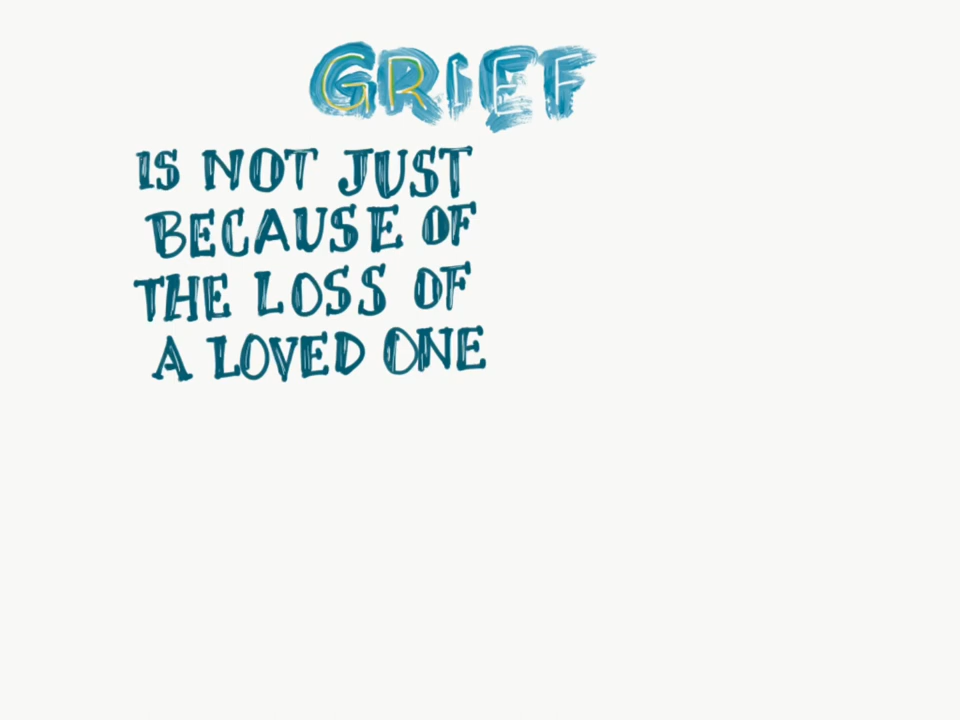 GRIEF
IS NOT JUST
BECAUSE OF
THE LOSS OF
A LOVED ONE